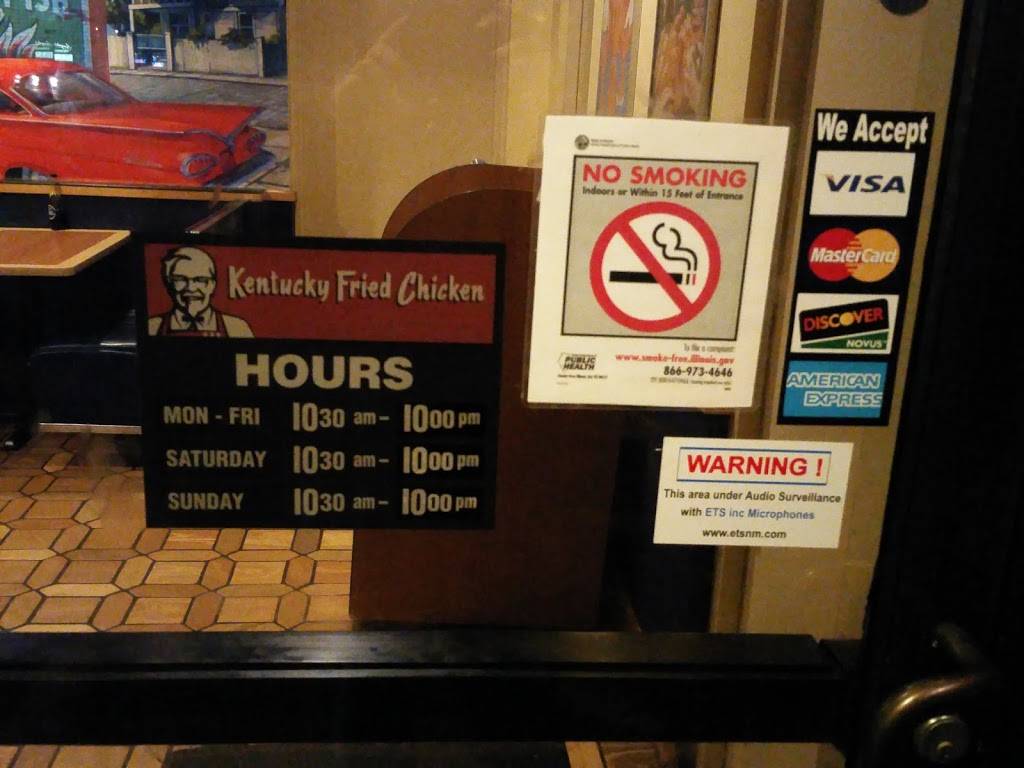 Kentucky Fried Chicken
HOURS
MON - FRI 1030 am - 1000 pm
SATURDAY 1030 am - 1000 pm
SUNDAY 1030 am - 1000 pm
NO SMOKING
Indoors or Within 15 Feet of Entrance
To file a complaint:
www.smoke-free.illinois.gov
866-973-4646
PUBLIC
HEALTH
We Accept
VISA
MasterCard
DISCOVER
NOVUS
AMERICAN
EXPRESS
WARNING !
This area under Audio Surveillance
with ETS inc Microphones
www.etsnm.com